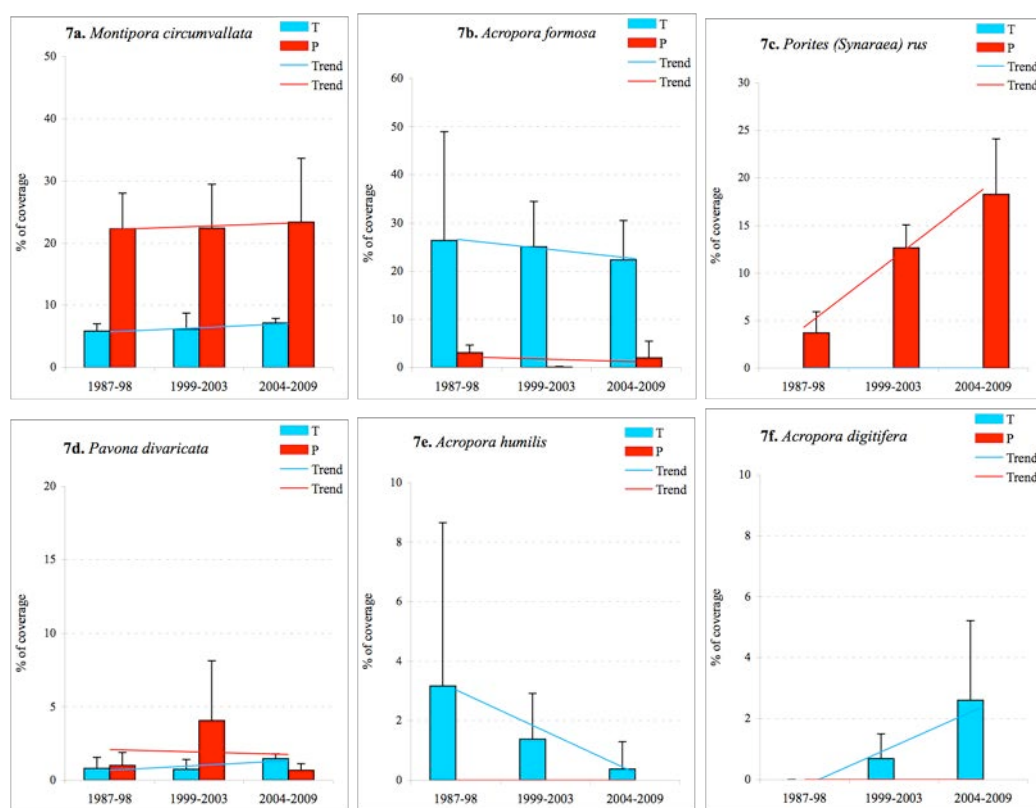 7a. Montipora circumvallata
T
P
Trend
Trend
50
40
30
20
10
0
% of coverage
1987-98
1999-2003
2004-2009
7b. Acropora formosa
T
P
Trend
Trend
60
50
40
30
20
10
0
% of coverage
1987-98
1999-2003
2004-2009
7c. Porites (Synaraea) rus
T
P
Trend
Trend
30
25
20
15
10
5
0
% of coverage
1987-98
1999-2003
2004-2009
7d. Pavona divaricata
T
P
Trend
Trend
20
15
10
5
0
% of coverage
1987-98
1999-2003
2004-2009
7e. Acropora humilis
T
P
Trend
Trend
10
8
6
4
2
0
% of coverage
1987-98
1999-2003
2004-2009
7f. Acropora digitifera
T
P
Trend
Trend
10
8
6
4
2
0
% of coverage
1987-98
1999-2003
2004-2009